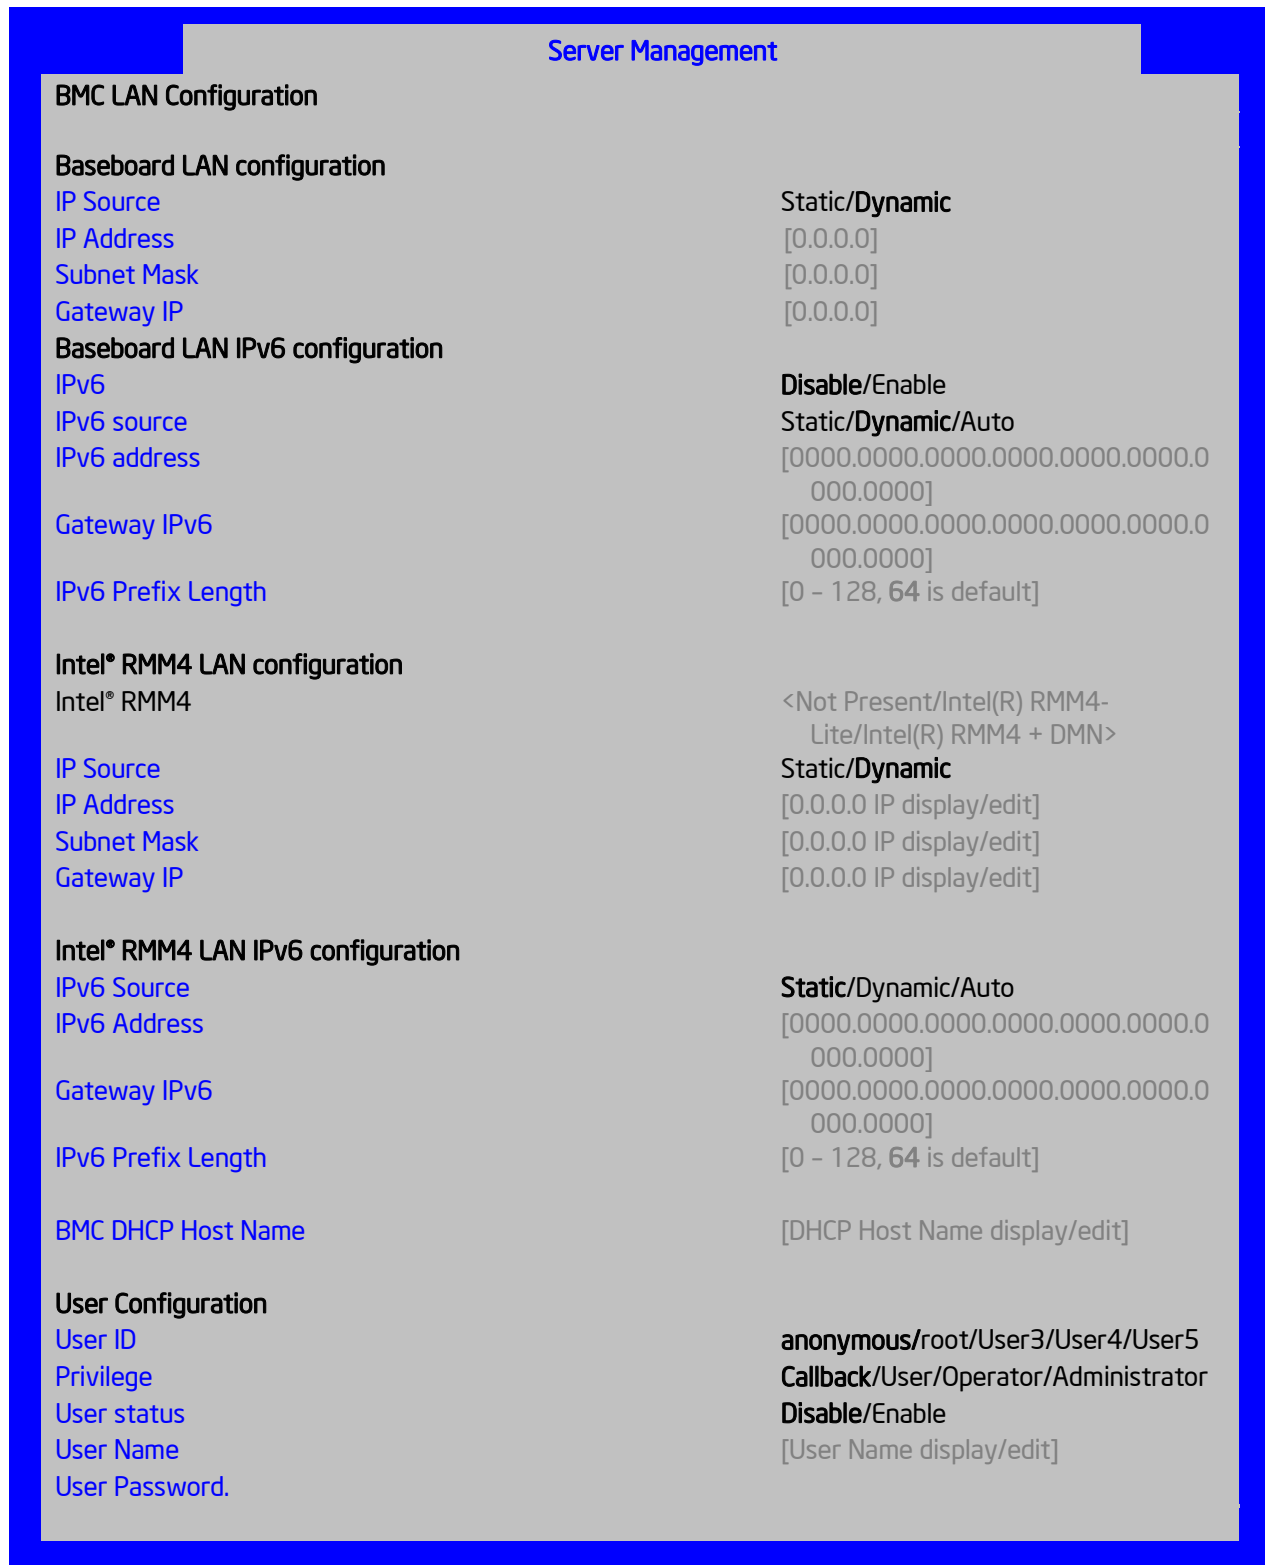 Server Management
BMC LAN Configuration
Baseboard LAN configuration
IP Source Static/Dynamic
IP Address [0.0.0.0]
Subnet Mask [0.0.0.0]
Gateway IP [0.0.0.0]
Baseboard LAN IPv6 configuration
IPv6 Disable/Enable
IPv6 source Static/Dynamic/Auto
IPv6 address [0000.0000.0000.0000.0000.0000.0
000.0000]
Gateway IPv6 [0000.0000.0000.0000.0000.0000.0
000.0000]
IPv6 Prefix Length [0 – 128, 64 is default]
Intel® RMM4 LAN configuration
Intel® RMM4 <Not Present/Intel(R) RMM4-
Lite/Intel(R) RMM4 + DMN>
IP Source Static/Dynamic
IP Address [0.0.0.0 IP display/edit]
Subnet Mask [0.0.0.0 IP display/edit]
Gateway IP [0.0.0.0 IP display/edit]
Intel® RMM4 LAN IPv6 configuration
IPv6 Source Static/Dynamic/Auto
IPv6 Address [0000.0000.0000.0000.0000.0000.0
000.0000]
Gateway IPv6 [0000.0000.0000.0000.0000.0000.0
000.0000]
IPv6 Prefix Length [0 – 128, 64 is default]
BMC DHCP Host Name [DHCP Host Name display/edit]
User Configuration
User ID anonymous/root/User3/User4/User5
Privilege Callback/User/Operator/Administrator
User status Disable/Enable
User Name [User Name display/edit]
User Password.